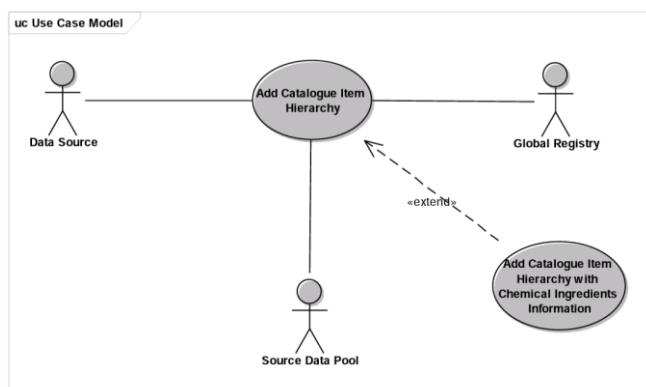 uc Use Case Model
Add Catalogue Item
Hierarchy
Data Source
Global Registry
«extend»
Add Catalogue Item
Hierarchy with
Chemical Ingredients
Information
Source Data Pool